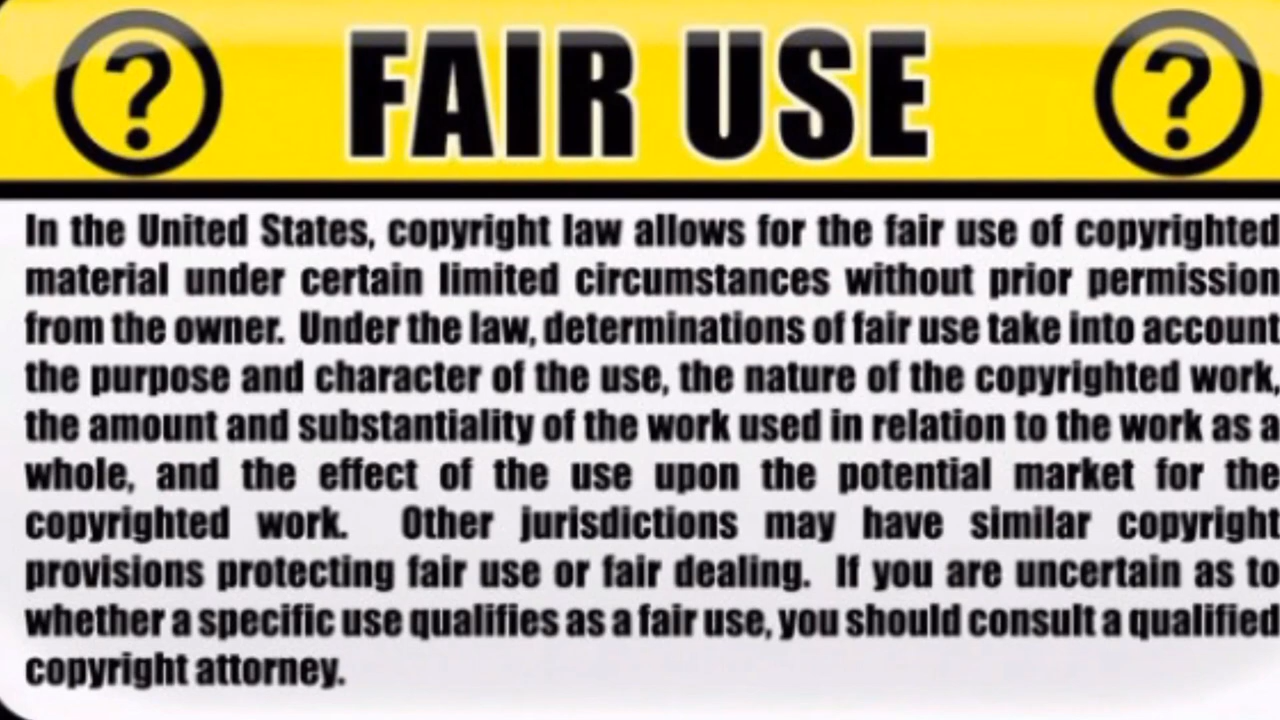 ? FAIR USE ?
In the United States, copyright law allows for the fair use of copyrighted
material under certain limited circumstances without prior permission
from the owner. Under the law, determinations of fair use take into account
the purpose and character of the use, the nature of the copyrighted work,
the amount and substantiality of the work used in relation to the work as a
whole, and the effect of the use upon the potential market for the
copyrighted work. Other jurisdictions may have similar copyright
provisions protecting fair use or fair dealing. If you are uncertain as to
whether a specific use qualifies as a fair use, you should consult a qualified
copyright attorney.